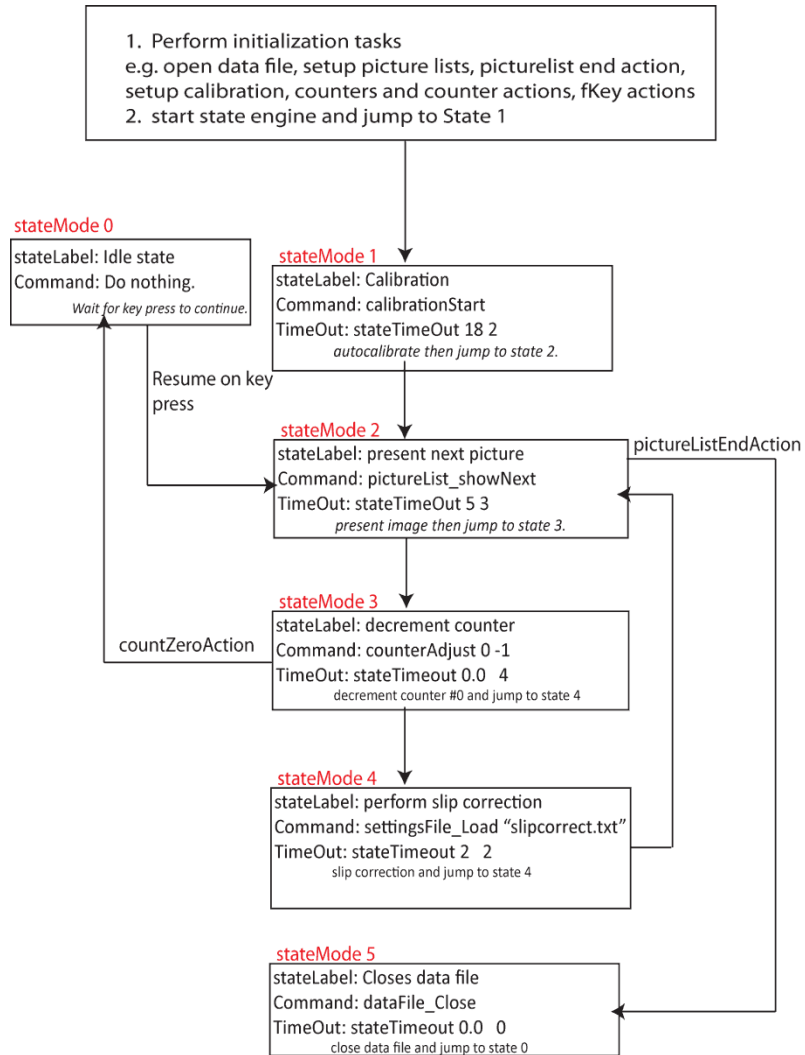 1. Perform initialization tasks
e.g. open data file, setup picture lists, picturelist end action,
setup calibration, counters and counter actions, fKey actions
2. start state engine and jump to State 1
stateMode 0
stateLabel: Idle state
Command: Do nothing.
Wait for key press to continue.
stateMode 1
stateLabel: Calibration
Command: calibrationStart
TimeOut: stateTimeOut 18 2
autocalibrate then jump to state 2.
Resume on key
press
stateMode 2
stateLabel: present next picture
Command: pictureList_showNext
TimeOut: stateTimeOut 5 3
present image then jump to state 3.
pictureListEndAction
stateMode 3
stateLabel: decrement counter
Command: counterAdjust 0 -1
TimeOut: stateTimeout 0.0 4
decrement counter #0 and jump to state 4
countZeroAction
stateMode 4
stateLabel: perform slip correction
Command: settingsFile_Load “slipcorrect.txt”
TimeOut: stateTimeout 2 2
slip correction and jump to state 4
stateMode 5
stateLabel: Closes data file
Command: dataFile_Close
TimeOut: stateTimeout 0.0 0
close data file and jump to state 0